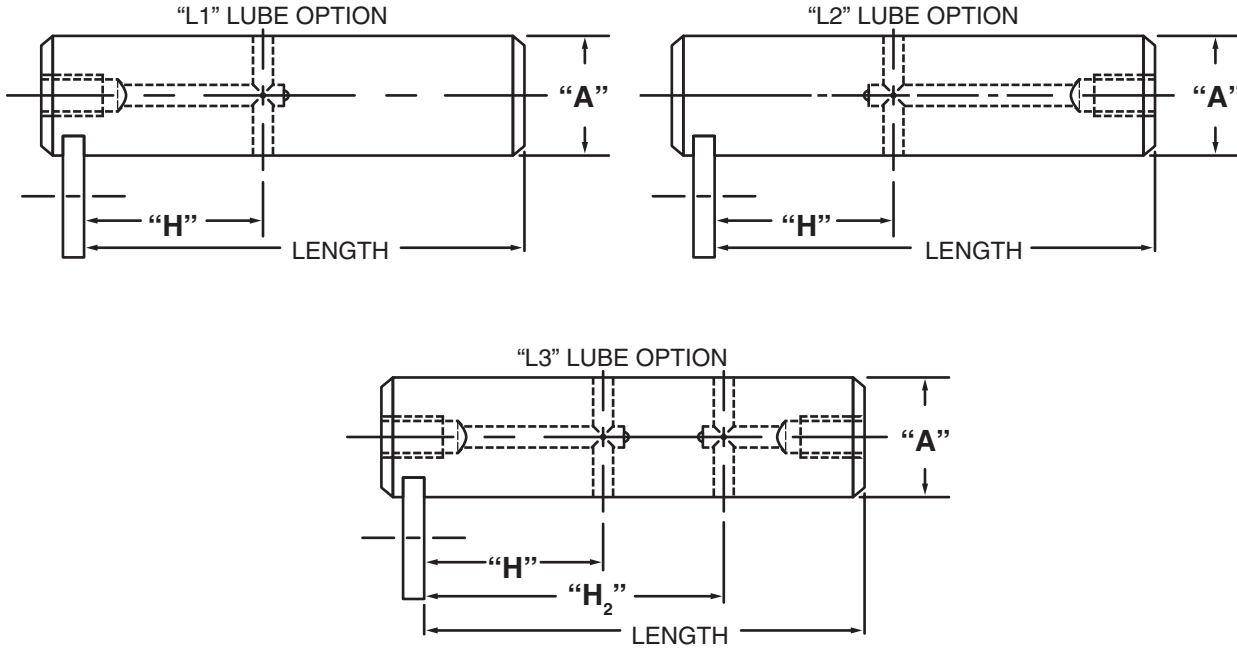 “L1” LUBE OPTION
“A”
“H”
LENGTH
“L2” LUBE OPTION
“A”
“H”
LENGTH
“L3” LUBE OPTION
“A”
“H₂”
“H”
LENGTH